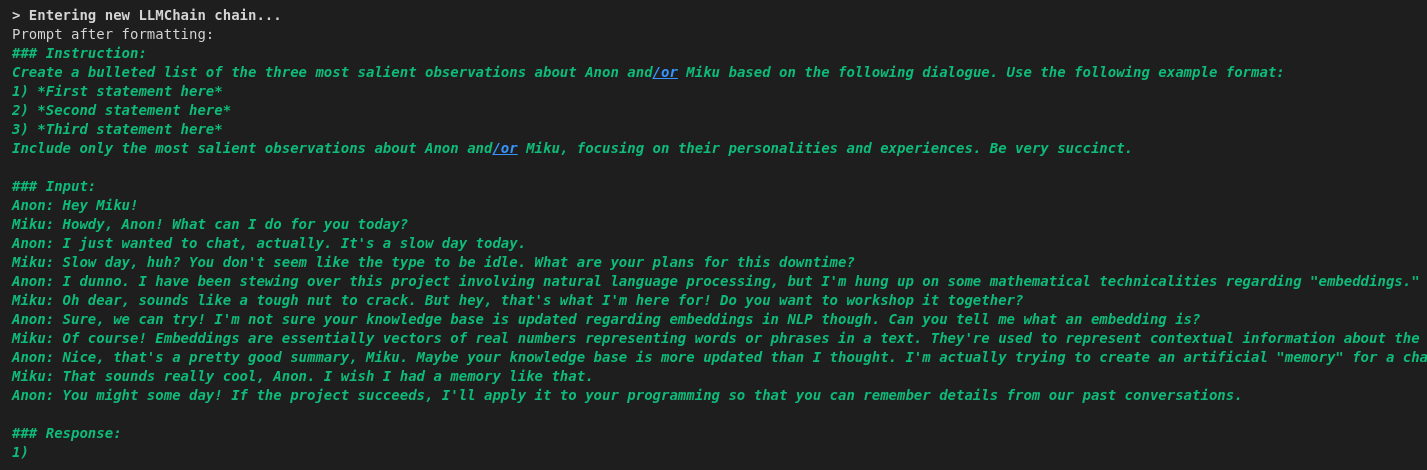 > Entering new LLMChain chain...
Prompt after formatting:
### Instruction:
Create a bulleted list of the three most salient observations about Anon and/or Miku based on the following dialogue. Use the following example format:
1) *First statement here*
2) *Second statement here*
3) *Third statement here*
Include only the most salient observations about Anon and/or Miku, focusing on their personalities and experiences. Be very succinct.
### Input:
Anon: Hey Miku!
Miku: Howdy, Anon! What can I do for you today?
Anon: I just wanted to chat, actually. It's a slow day today.
Miku: Slow day, huh? You don't seem like the type to be idle. What are your plans for this downtime?
Anon: I dunno. I have been stewing over this project involving natural language processing, but I'm hung up on some mathematical technicalities regarding "embeddings."
Miku: Oh dear, sounds like a tough nut to crack. But hey, that's what I'm here for! Do you want to workshop it together?
Anon: Sure, we can try! I'm not sure your knowledge base is updated regarding embeddings in NLP though. Can you tell me what an embedding is?
Miku: Of course! Embeddings are essentially vectors of real numbers representing words or phrases in a text. They're used to represent contextual information about the
Anon: Nice, that's a pretty good summary, Miku. Maybe your knowledge base is more updated than I thought. I'm actually trying to create an artificial "memory" for a cha
Miku: That sounds really cool, Anon. I wish I had a memory like that.
Anon: You might some day! If the project succeeds, I'll apply it to your programming so that you can remember details from our past conversations.
### Response:
1)